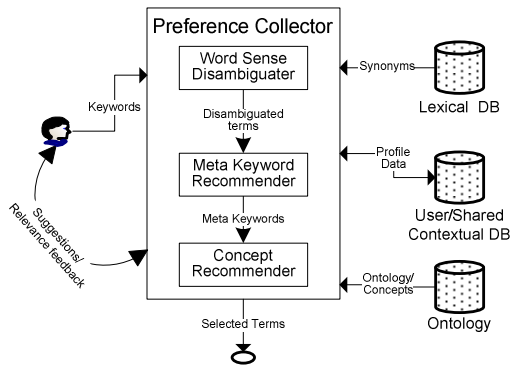 Preference Collector
Word Sense
Disambiguater
Synonyms
Lexical DB
Keywords
Disambiguated
terms
Profile
Data
Meta Keyword
Recommender
User/Shared
Contextual DB
Suggestions/
Relevance feedback
Meta Keywords
Concept
Recommender
Ontology/
Concepts
Ontology
Selected Terms